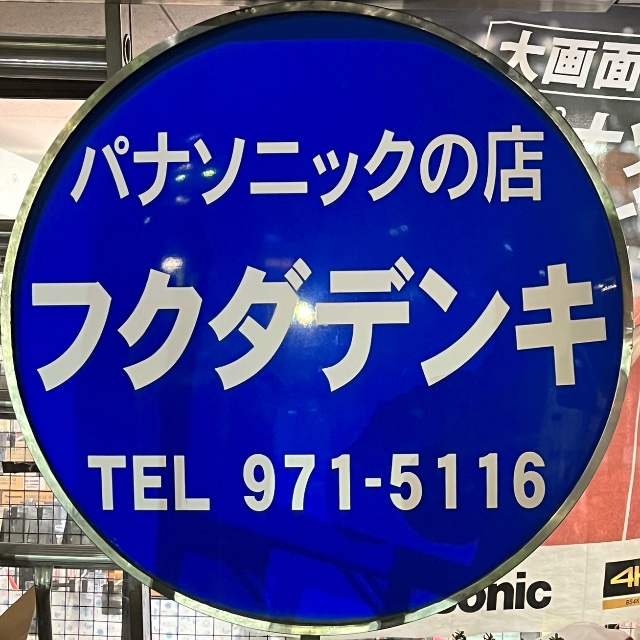 パナソニックの店
フクダデンキ
TEL 971-5116
大画面
onic
4K